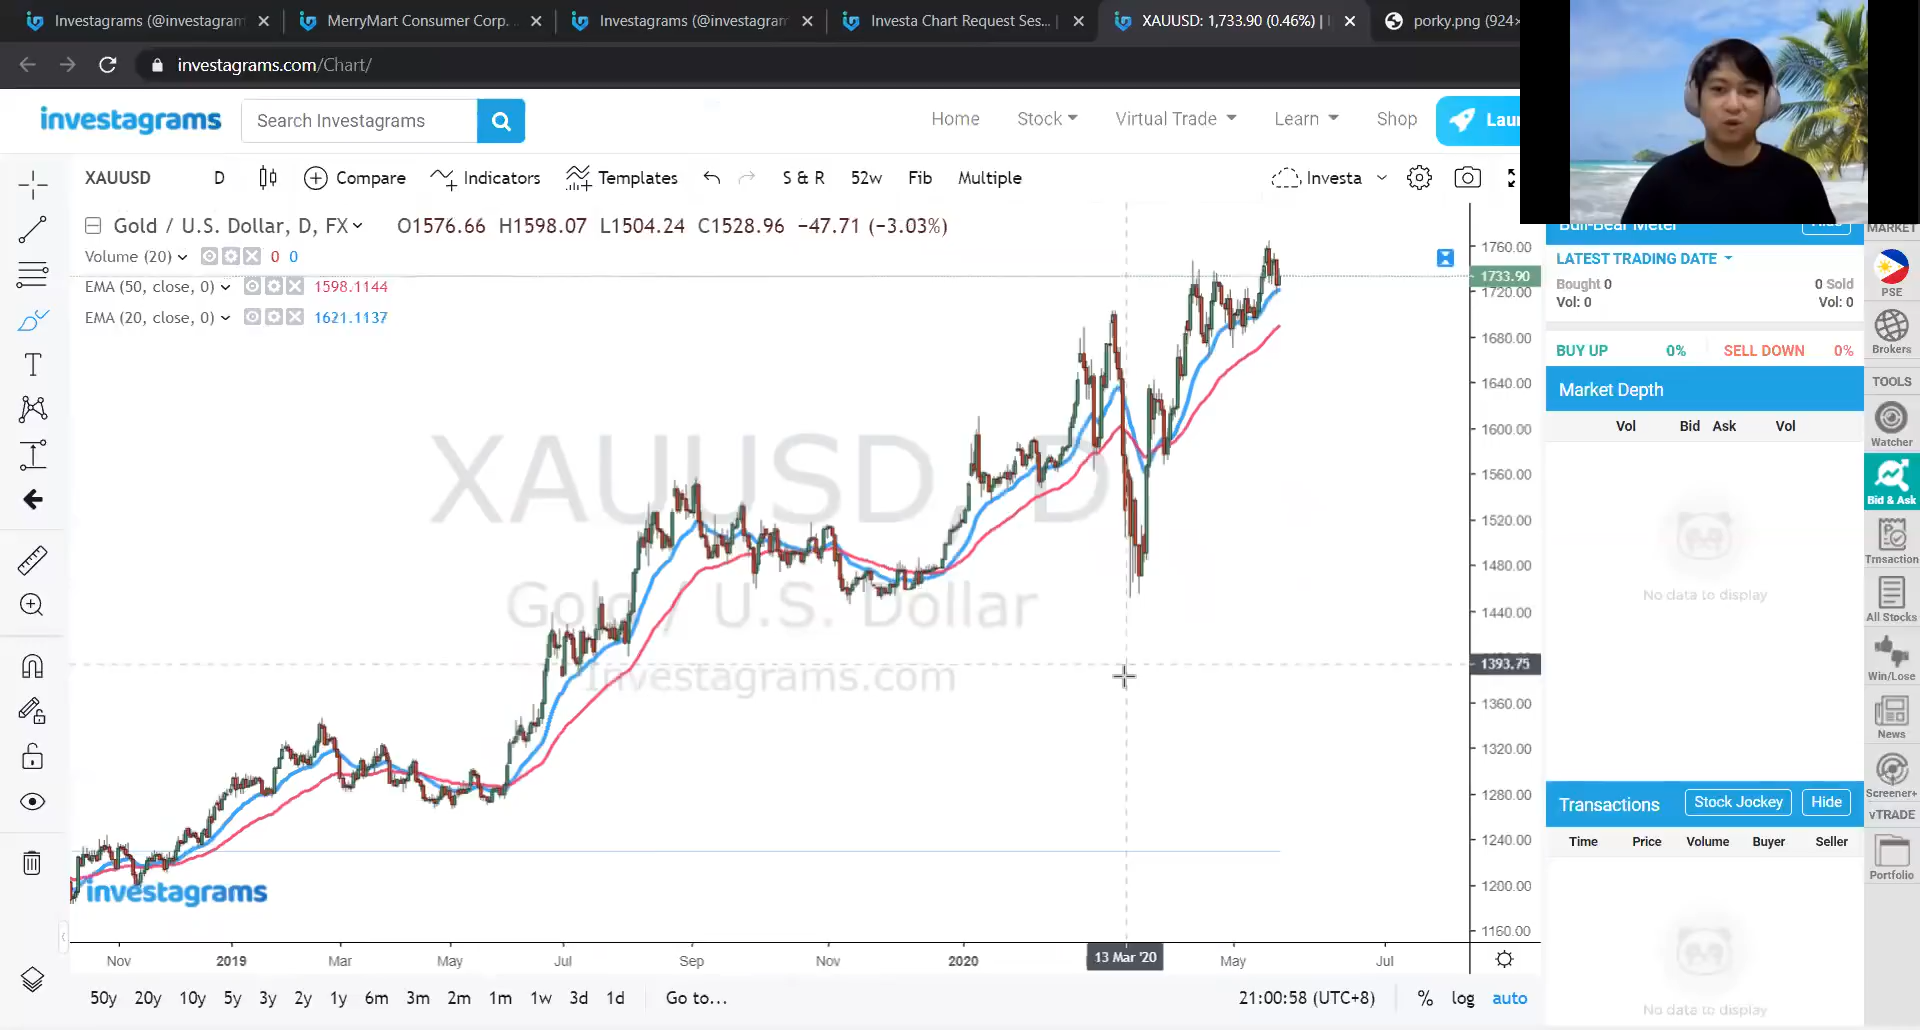 Investagrams (@investagram
MerryMart Consumer Corp.
Investagrams (@investagram
Investa Chart Request Ses...
XAUUSD: 1,733.90 (0.46%) | I
porky.png (924×
investagrams.com/Chart/
investagrams
Search Investagrams
Home
Stock
Virtual Trade
Learn
Shop
Lau
XAUUSD
D
Compare
Indicators
Templates
S & R
52w
Fib
Multiple
Investa
Gold / U.S. Dollar, D, FX
O1576.66 H1598.07 L1504.24 C1528.96 −47.71 (−3.03%)
Volume (20)
0 0
EMA (50, close, 0)
1598.1144
EMA (20, close, 0)
1621.1137
XAUUSD, D
Gold / U.S. Dollar
Investagrams.com
investagrams
1760.00
1733.90
1720.00
1680.00
1640.00
1600.00
1560.00
1520.00
1480.00
1440.00
1393.75
1360.00
1320.00
1280.00
1240.00
1200.00
1160.00
Nov
2019
Mar
May
Jul
Sep
Nov
2020
13 Mar '20
May
Jul
50y 20y 10y 5y 3y 2y 1y 6m 3m 2m 1m 1w 3d 1d
Go to...
21:00:58 (UTC+8)
%
log
auto
Bull-Bear Meter
Hide
LATEST TRADING DATE
Bought 0
0 Sold
Vol: 0
Vol: 0
BUY UP
0%
SELL DOWN
0%
Market Depth
Vol
Bid
Ask
Vol
No data to display
Transactions
Stock Jockey
Hide
Time
Price
Volume
Buyer
Seller
No data to display
MARKET
PSE
Brokers
TOOLS
Watcher
Bid & Ask
Trnsaction
All Stocks
Win/Lose
News
Screener+
vTRADE
Portfolio